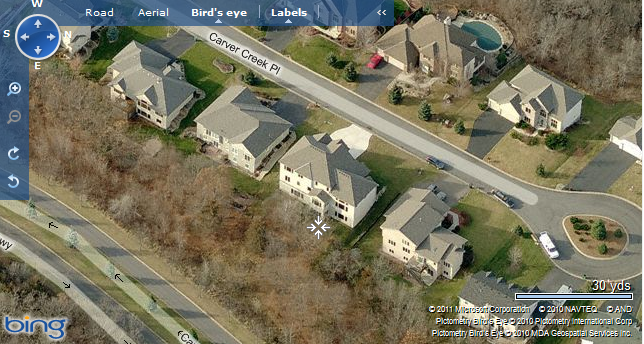 W
S
N
E
Road
Aerial
Bird's eye
Labels
<<
Carver Creek Pl
wy
<Co
30 yds
© 2011 Microsoft Corporation © 2010 NAVTEQ © AND
Pictometry Bird's Eye © 2010 Pictometry International Corp
Pictometry Bird's Eye © 2010 MDA Geospatial Services Inc.
bing